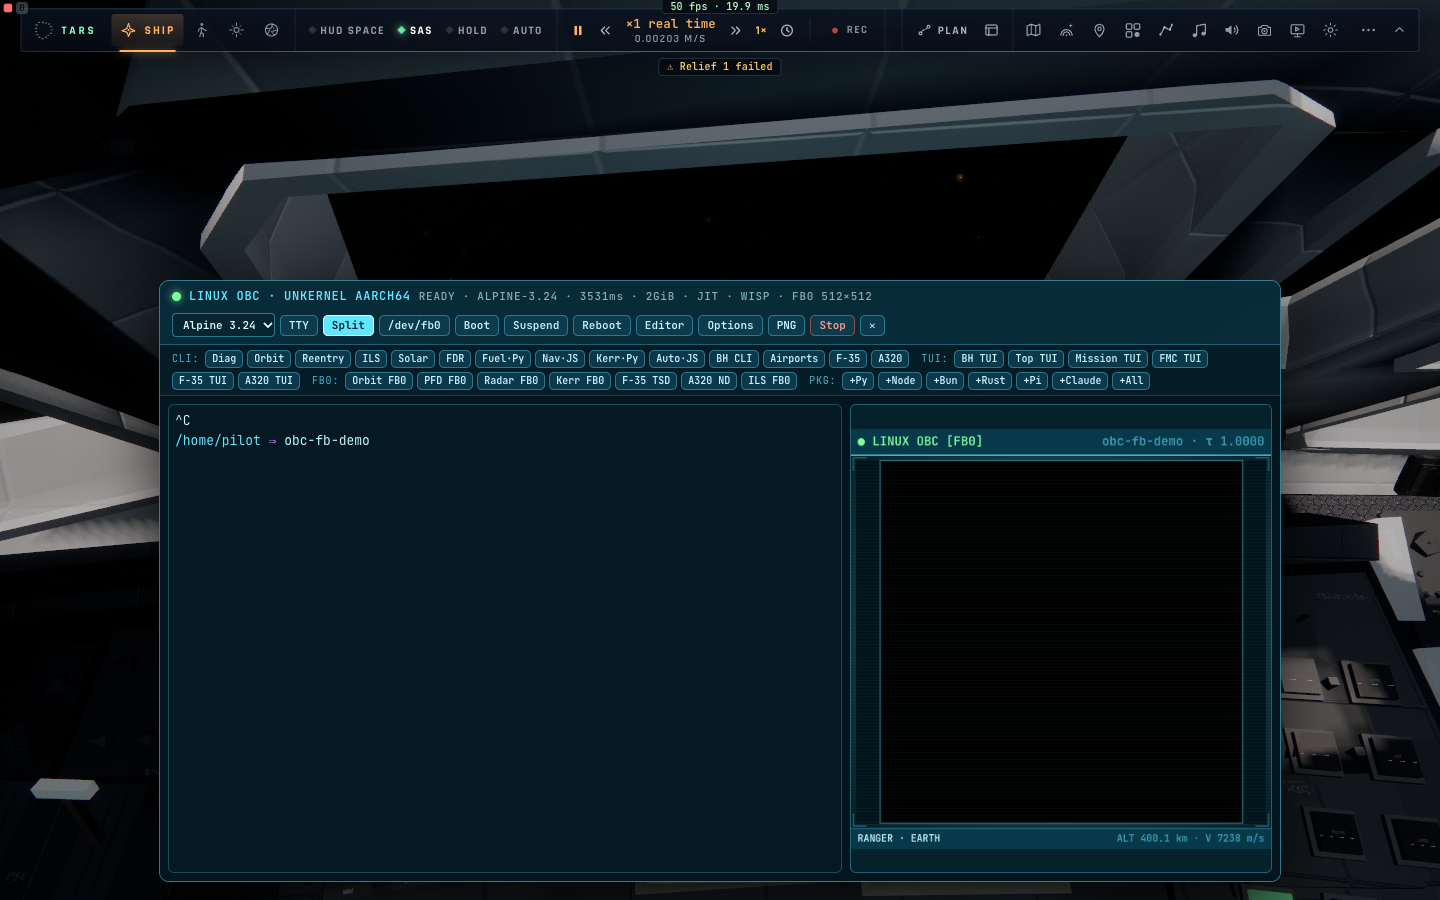 50 fps · 19.9 ms
TARS
SHIP
HUD SPACE
SAS
HOLD
AUTO
×1 real time
0.00203 M/S
1×
REC
PLAN
⚠ Relief 1 failed
LINUX OBC · UNKERNEL AARCH64 READY · ALPINE-3.24 · 3531ms · 2GiB · JIT · WISP · FB0 512×512
Alpine 3.24 TTY Split /dev/fb0 Boot Suspend Reboot Editor Options PNG Stop ×
CLI: Diag Orbit Reentry ILS Solar FDR Fuel·Py Nav·JS Kerr·Py Auto·JS BH CLI Airports F-35 A320 TUI: BH TUI Top TUI Mission TUI FMC TUI
F-35 TUI A320 TUI FB0: Orbit FB0 PFD FB0 Radar FB0 Kerr FB0 F-35 TSD A320 ND ILS FB0 PKG: +Py +Node +Bun +Rust +Pi +Claude +All
^C
/home/pilot ⇒ obc-fb-demo
LINUX OBC [FB0] obc-fb-demo · τ 1.0000
RANGER · EARTH ALT 400.1 km · V 7238 m/s